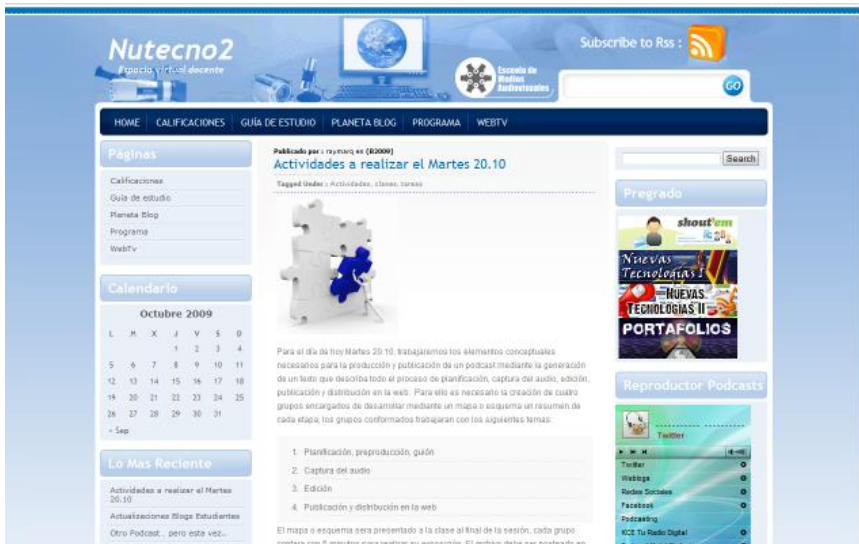 Nutecno2
Espacio virtual docente
Escuela de
Medios
Audiovisuales
Subscribe to Rss :
GO
HOME CALIFICACIONES GUÍA DE ESTUDIO PLANETA BLOG PROGRAMA WEBTV
Páginas
Calificaciones
Guía de estudio
Planeta Blog
Programa
WebTv
Calendario
Octubre 2009
L M X J V S D
1 2 3 4
5 6 7 8 9 10 11
12 13 14 15 16 17 18
19 20 21 22 23 24 25
26 27 28 29 30 31
« Sep
Lo Mas Reciente
Actividades a realizar el Martes
20.10
Actualizaciones Blogs Estudiantes
Otro Podcast.. pero esta vez..
Publicado por : raymarq en (B2009)
Actividades a realizar el Martes 20.10
Tagged Under : Actividades, clases, tareas
Para el día de hoy Martes 20.10, trabajaremos los elementos conceptuales
necesarios para la producción y publicación de un podcast mediante la generación
de un texto que describa todo el proceso de planificación, captura del audio, edición,
publicación y distribución en la web. Para ello es necesario la creación de cuatro
grupos encargados de desarrollar mediante un mapa o esquema un resumen de
cada etapa, los grupos conformados trabajaran con los siguientes temas:
1. Planificación, preproducción, guión
2. Captura del audio
3. Edición
4. Publicación y distribución en la web
El mapa o esquema sera presentado a la clase al final de la sesión, cada grupo
Search
Pregrado
shout'em
Nuevas
Tecnologías I
NUEVAS
TECNOLOGIAS II
PORTAFOLIOS
Reproductor Podcasts
Twitter
Twitter
Weblogs
Redes Sociales
Facebook
Podcasting
KCE Tu Radio Digital